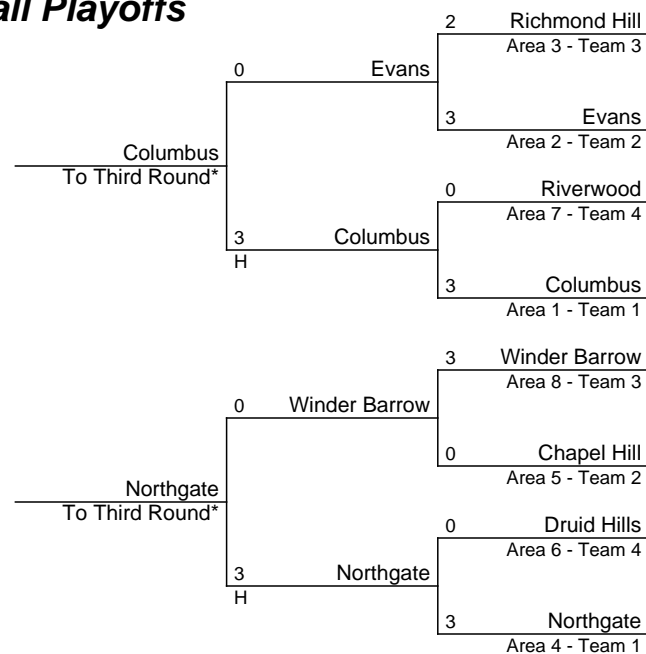 all Playoffs
2 Richmond Hill
Area 3 - Team 3
0 Evans
3 Evans
Area 2 - Team 2
Columbus
To Third Round*
0 Riverwood
Area 7 - Team 4
3 Columbus
H
3 Columbus
Area 1 - Team 1
3 Winder Barrow
Area 8 - Team 3
0 Winder Barrow
0 Chapel Hill
Area 5 - Team 2
Northgate
To Third Round*
0 Druid Hills
Area 6 - Team 4
3 Northgate
H
3 Northgate
Area 4 - Team 1